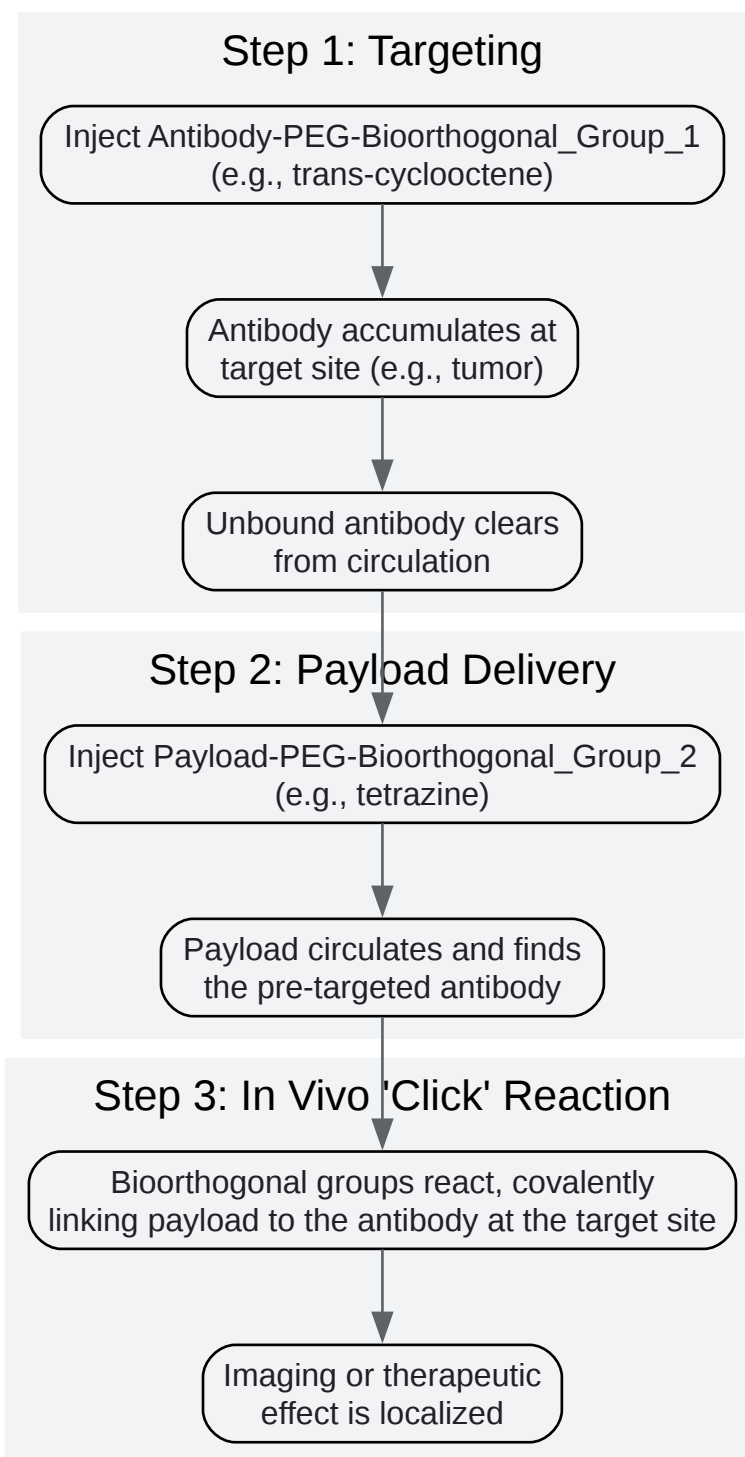 Step 1: Targeting
Inject Antibody-PEG-Bioorthogonal_Group_1
(e.g., trans-cyclooctene)
Antibody accumulates at
target site (e.g., tumor)
Unbound antibody clears
from circulation
Step 2: Payload Delivery
Inject Payload-PEG-Bioorthogonal_Group_2
(e.g., tetrazine)
Payload circulates and finds
the pre-targeted antibody
Step 3: In Vivo 'Click' Reaction
Bioorthogonal groups react, covalently
linking payload to the antibody at the target site
Imaging or therapeutic
effect is localized